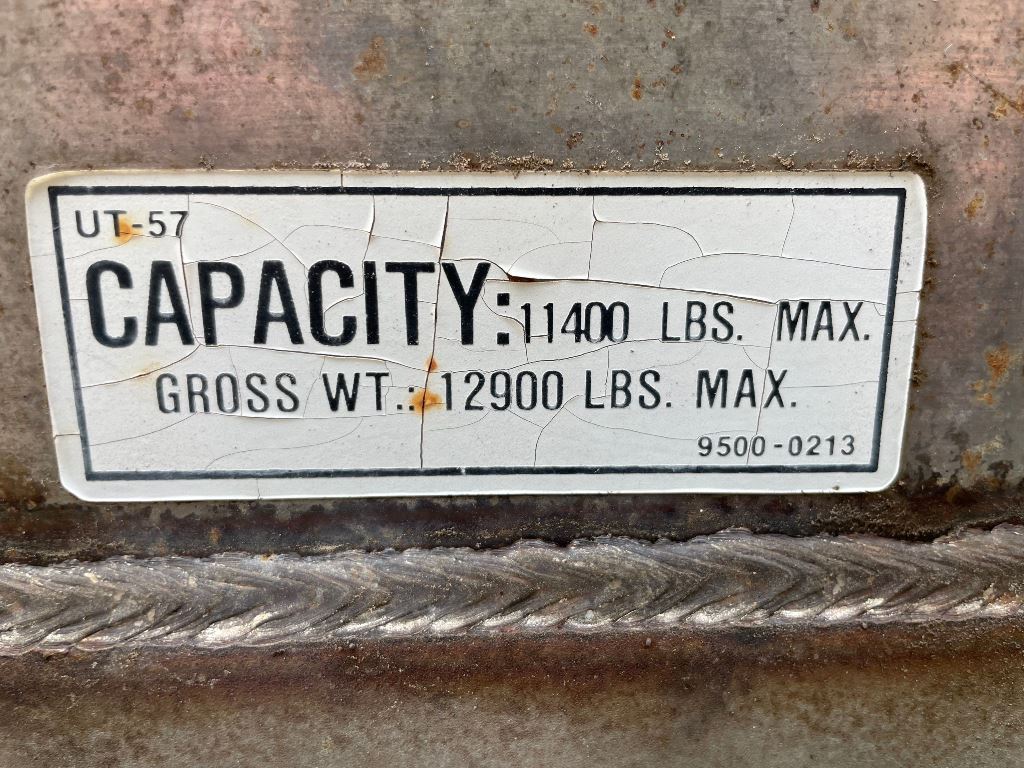 UT-57
CAPACITY: 11400 LBS. MAX.
GROSS WT.: 12900 LBS. MAX.
9500-0213